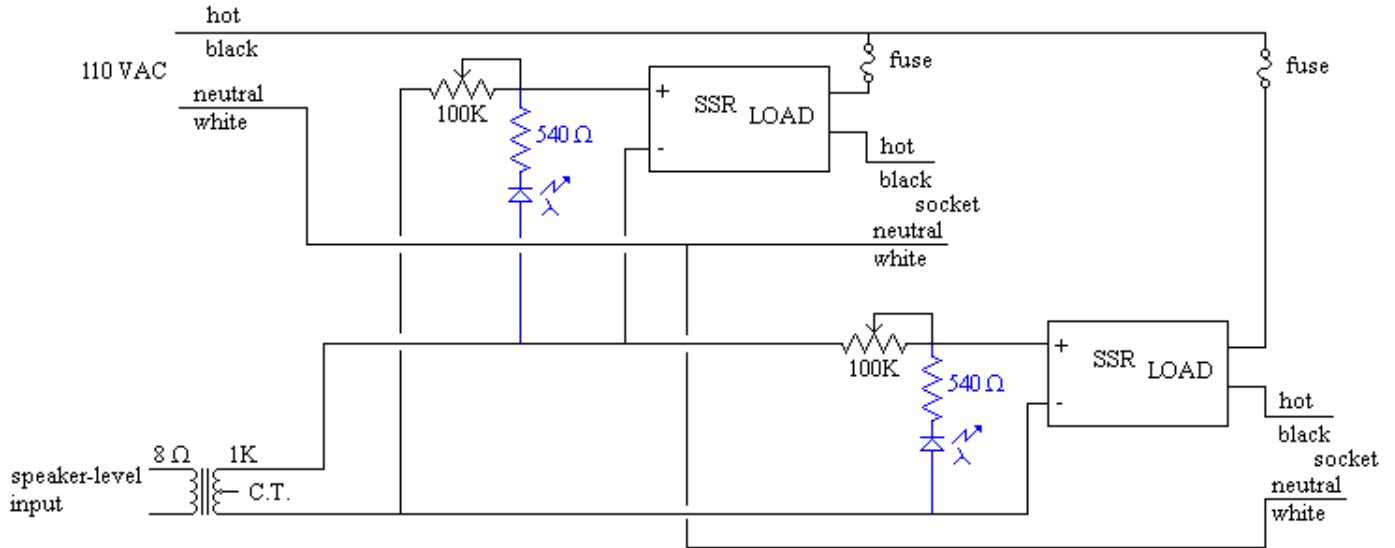 hot
black
110 VAC
neutral
white
fuse
fuse
100K
540 Ω
+
-
SSR
LOAD
λ
hot
black
socket
neutral
white
100K
540 Ω
+
-
SSR
LOAD
λ
hot
black
socket
neutral
white
8 Ω
1K
speaker-level
input
C.T.